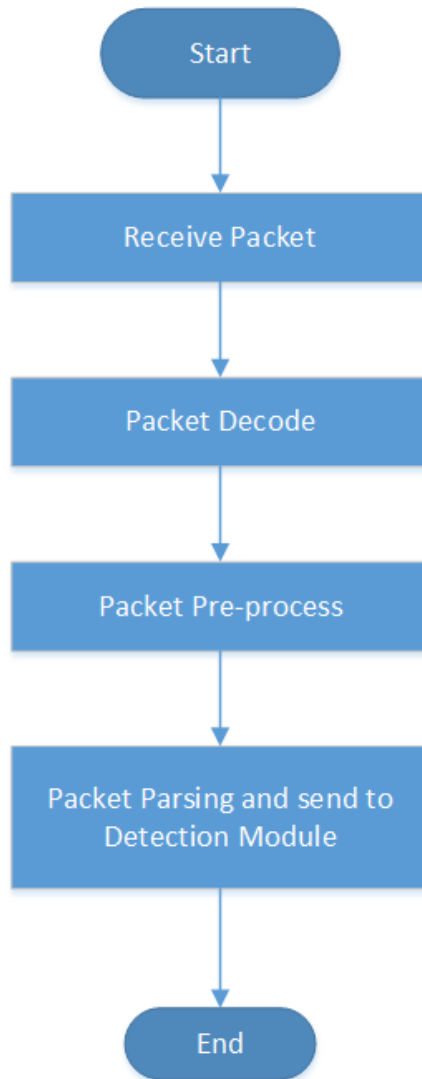 Start
Receive Packet
Packet Decode
Packet Pre-process
Packet Parsing and send to
Detection Module
End